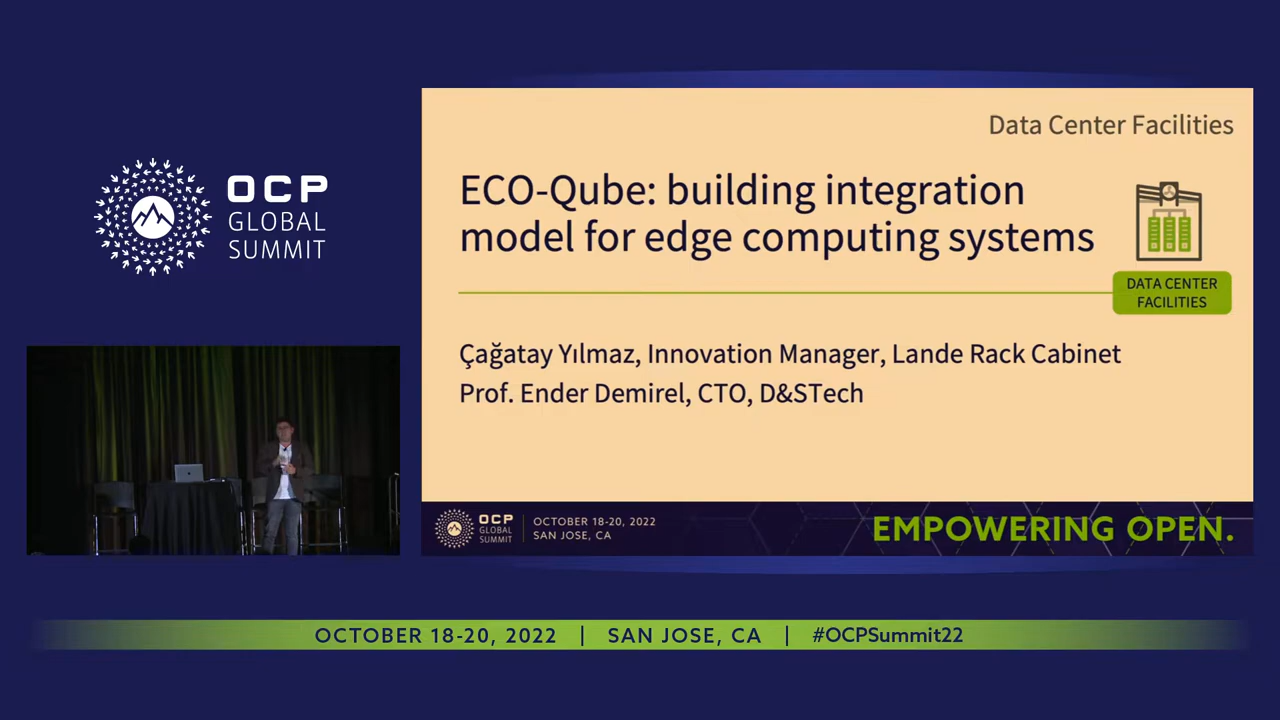 OCP
GLOBAL
SUMMIT
Data Center Facilities
ECO-Qube: building integration
model for edge computing systems
DATA CENTER
FACILITIES
Çağatay Yılmaz, Innovation Manager, Lande Rack Cabinet
Prof. Ender Demirel, CTO, D&STech
OCP
GLOBAL
SUMMIT
OCTOBER 18-20, 2022
SAN JOSE, CA
EMPOWERING OPEN.
OCTOBER 18-20, 2022 | SAN JOSE, CA | #OCPSummit22